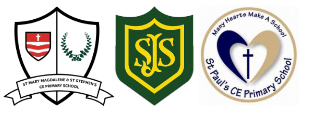 ST MARY MAGDALENE & ST STEPHEN'S
CE PRIMARY SCHOOL
SJS
Many Hearts Make A School
St Paul's CE Primary School